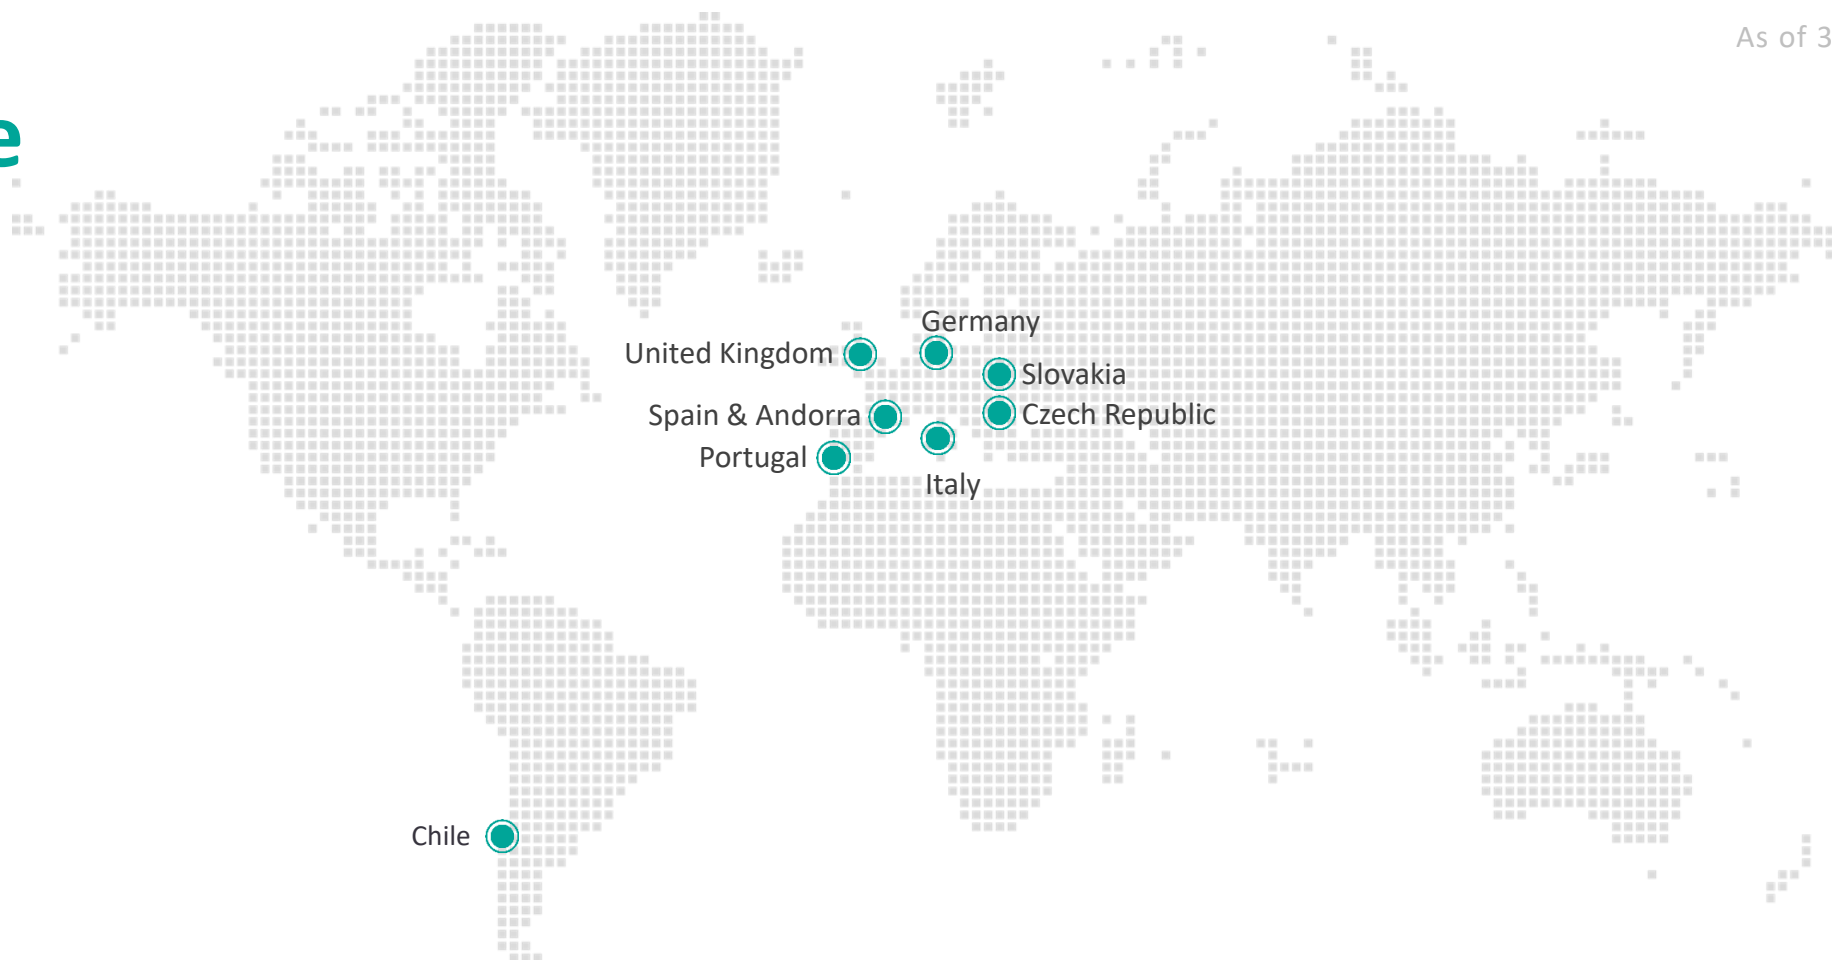 As of 3
e
Germany
United Kingdom
Slovakia
Spain & Andorra
Czech Republic
Portugal
Italy
Chile